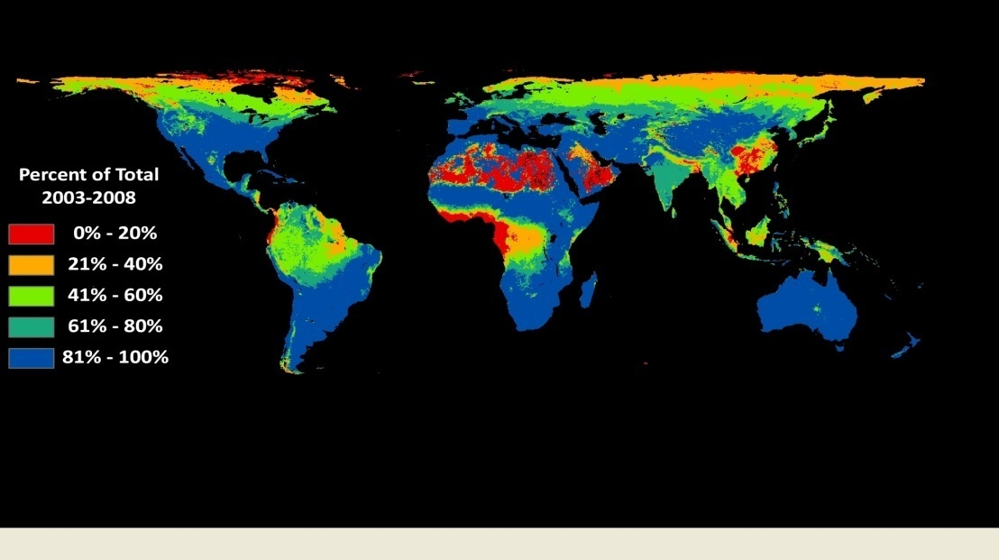 Percent of Total
2003-2008
0% - 20%
21% - 40%
41% - 60%
61% - 80%
81% - 100%